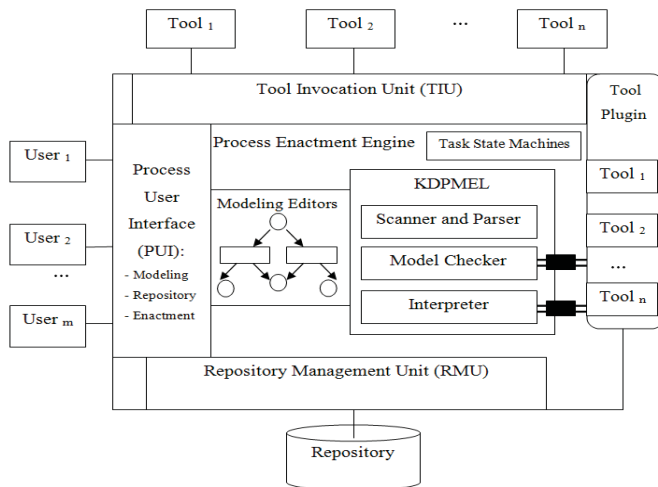 Tool 1
Tool 2
...
Tool n
Tool Invocation Unit (TIU)
Tool
Plugin
Tool 1
Tool 2
...
Tool n
User 1
User 2
...
User m
Process
User
Interface
(PUI):
- Modeling
- Repository
- Enactment
Process Enactment Engine
Task State Machines
Modeling Editors
KDPMEL
Scanner and Parser
Model Checker
Interpreter
Repository Management Unit (RMU)
Repository